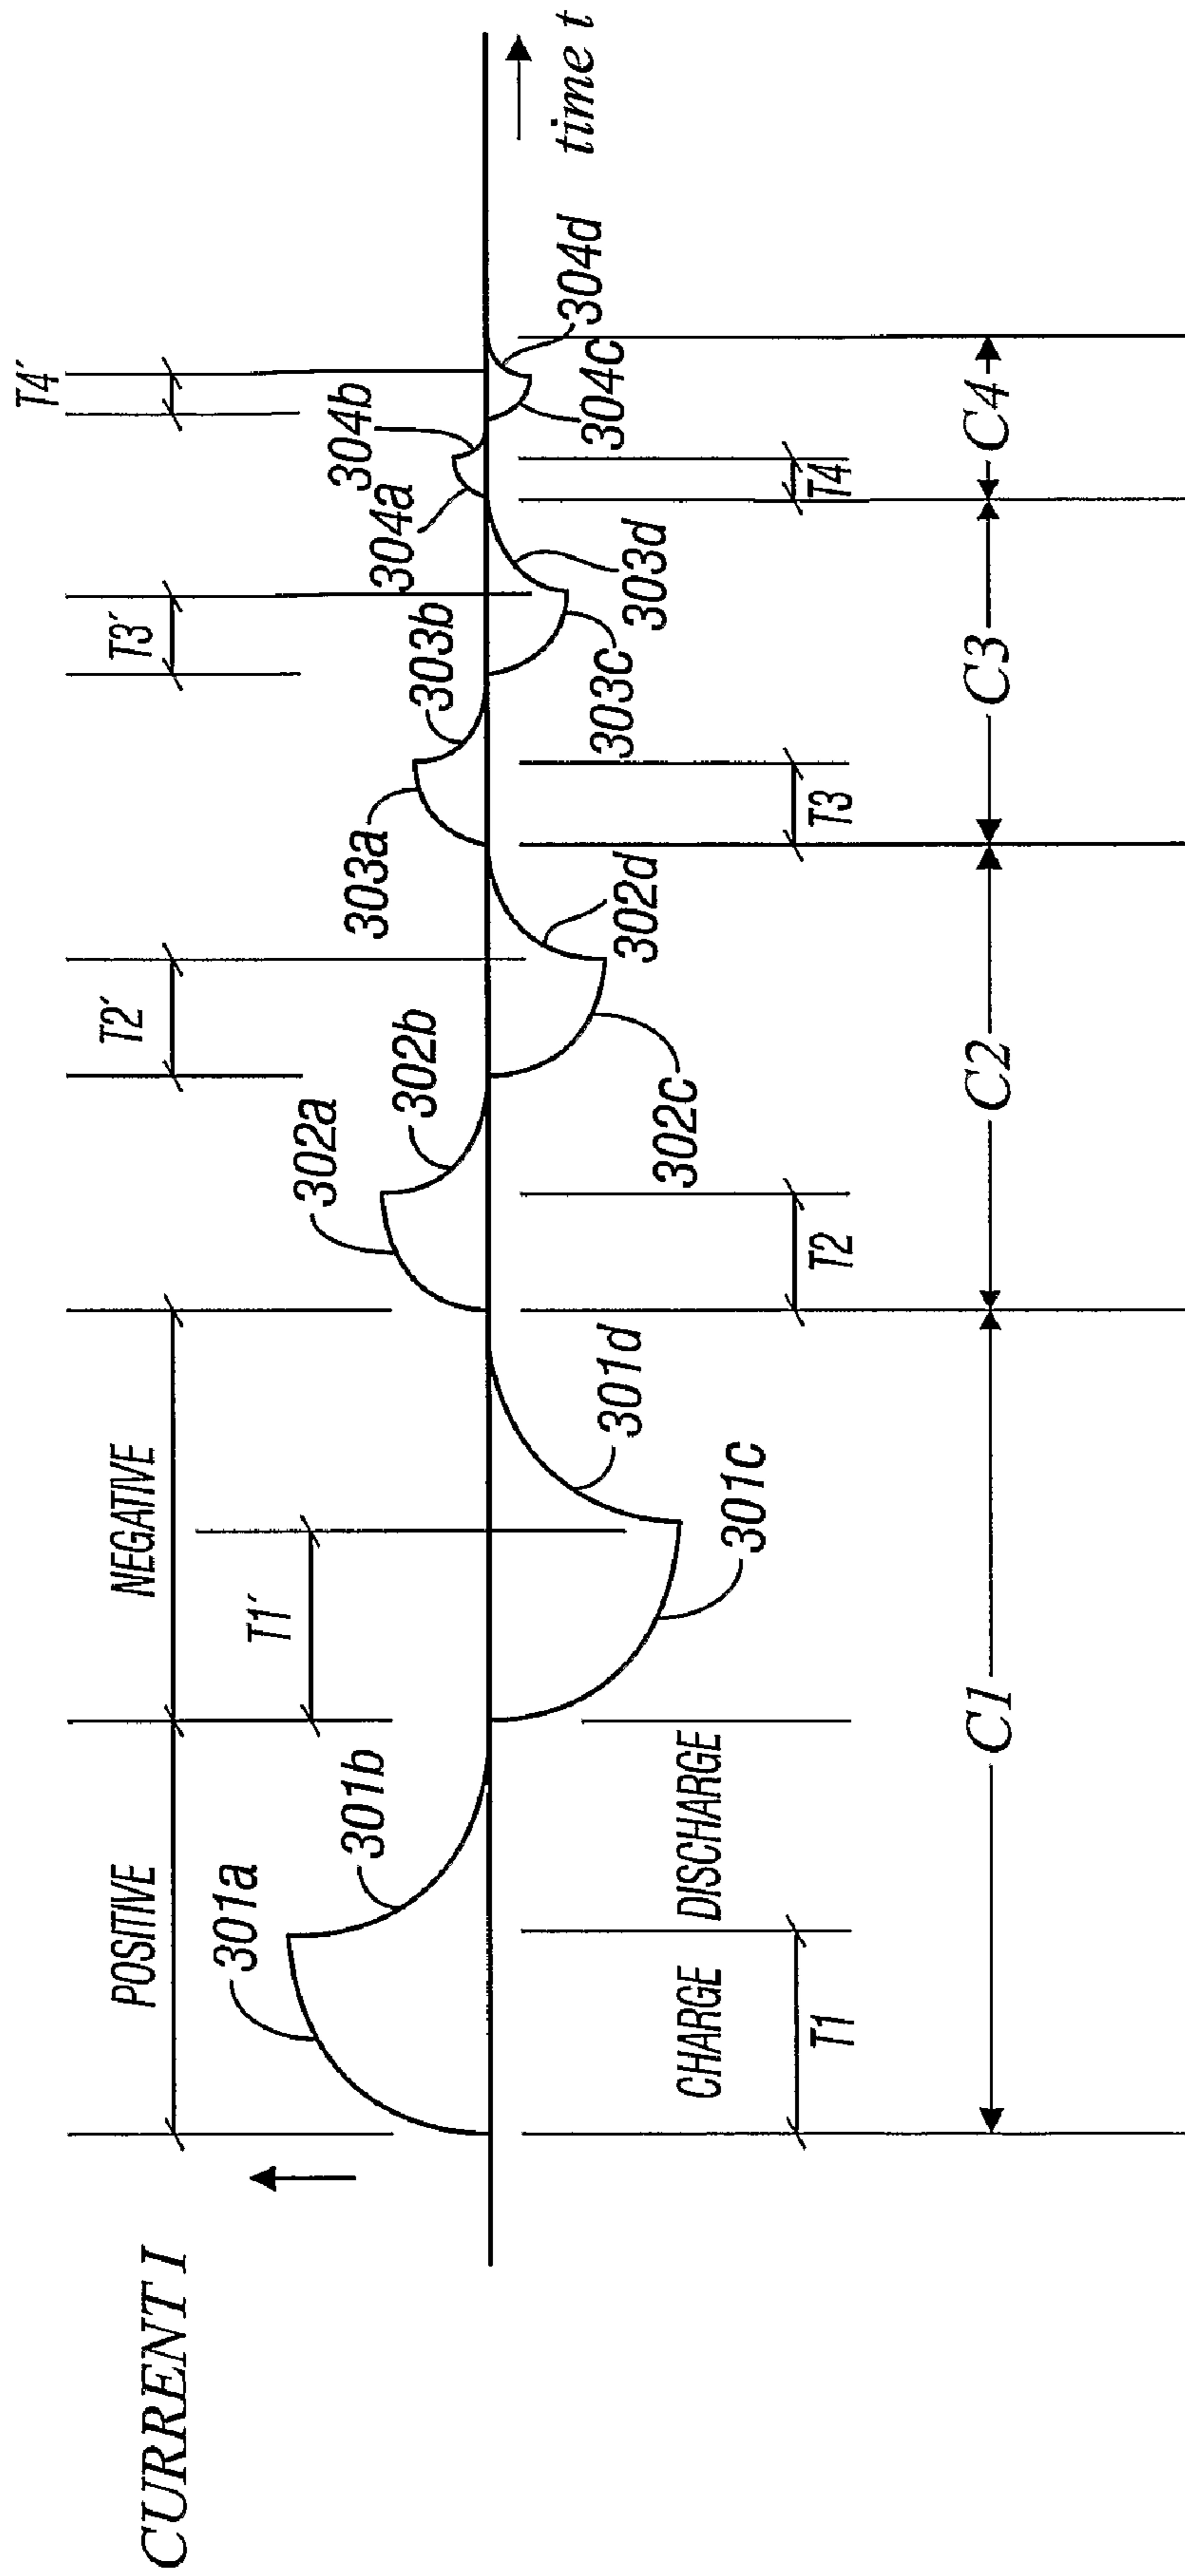 CURRENT I
POSITIVE
NEGATIVE
T1´
T2´
T3´
T4´
301a
301b
302a
302b
303a
303b
304a
304b
time t
301c
301d
302c
302d
303c
303d
304c
304d
CHARGE
DISCHARGE
T1
T2
T3
T4
C1
C2
C3
C4